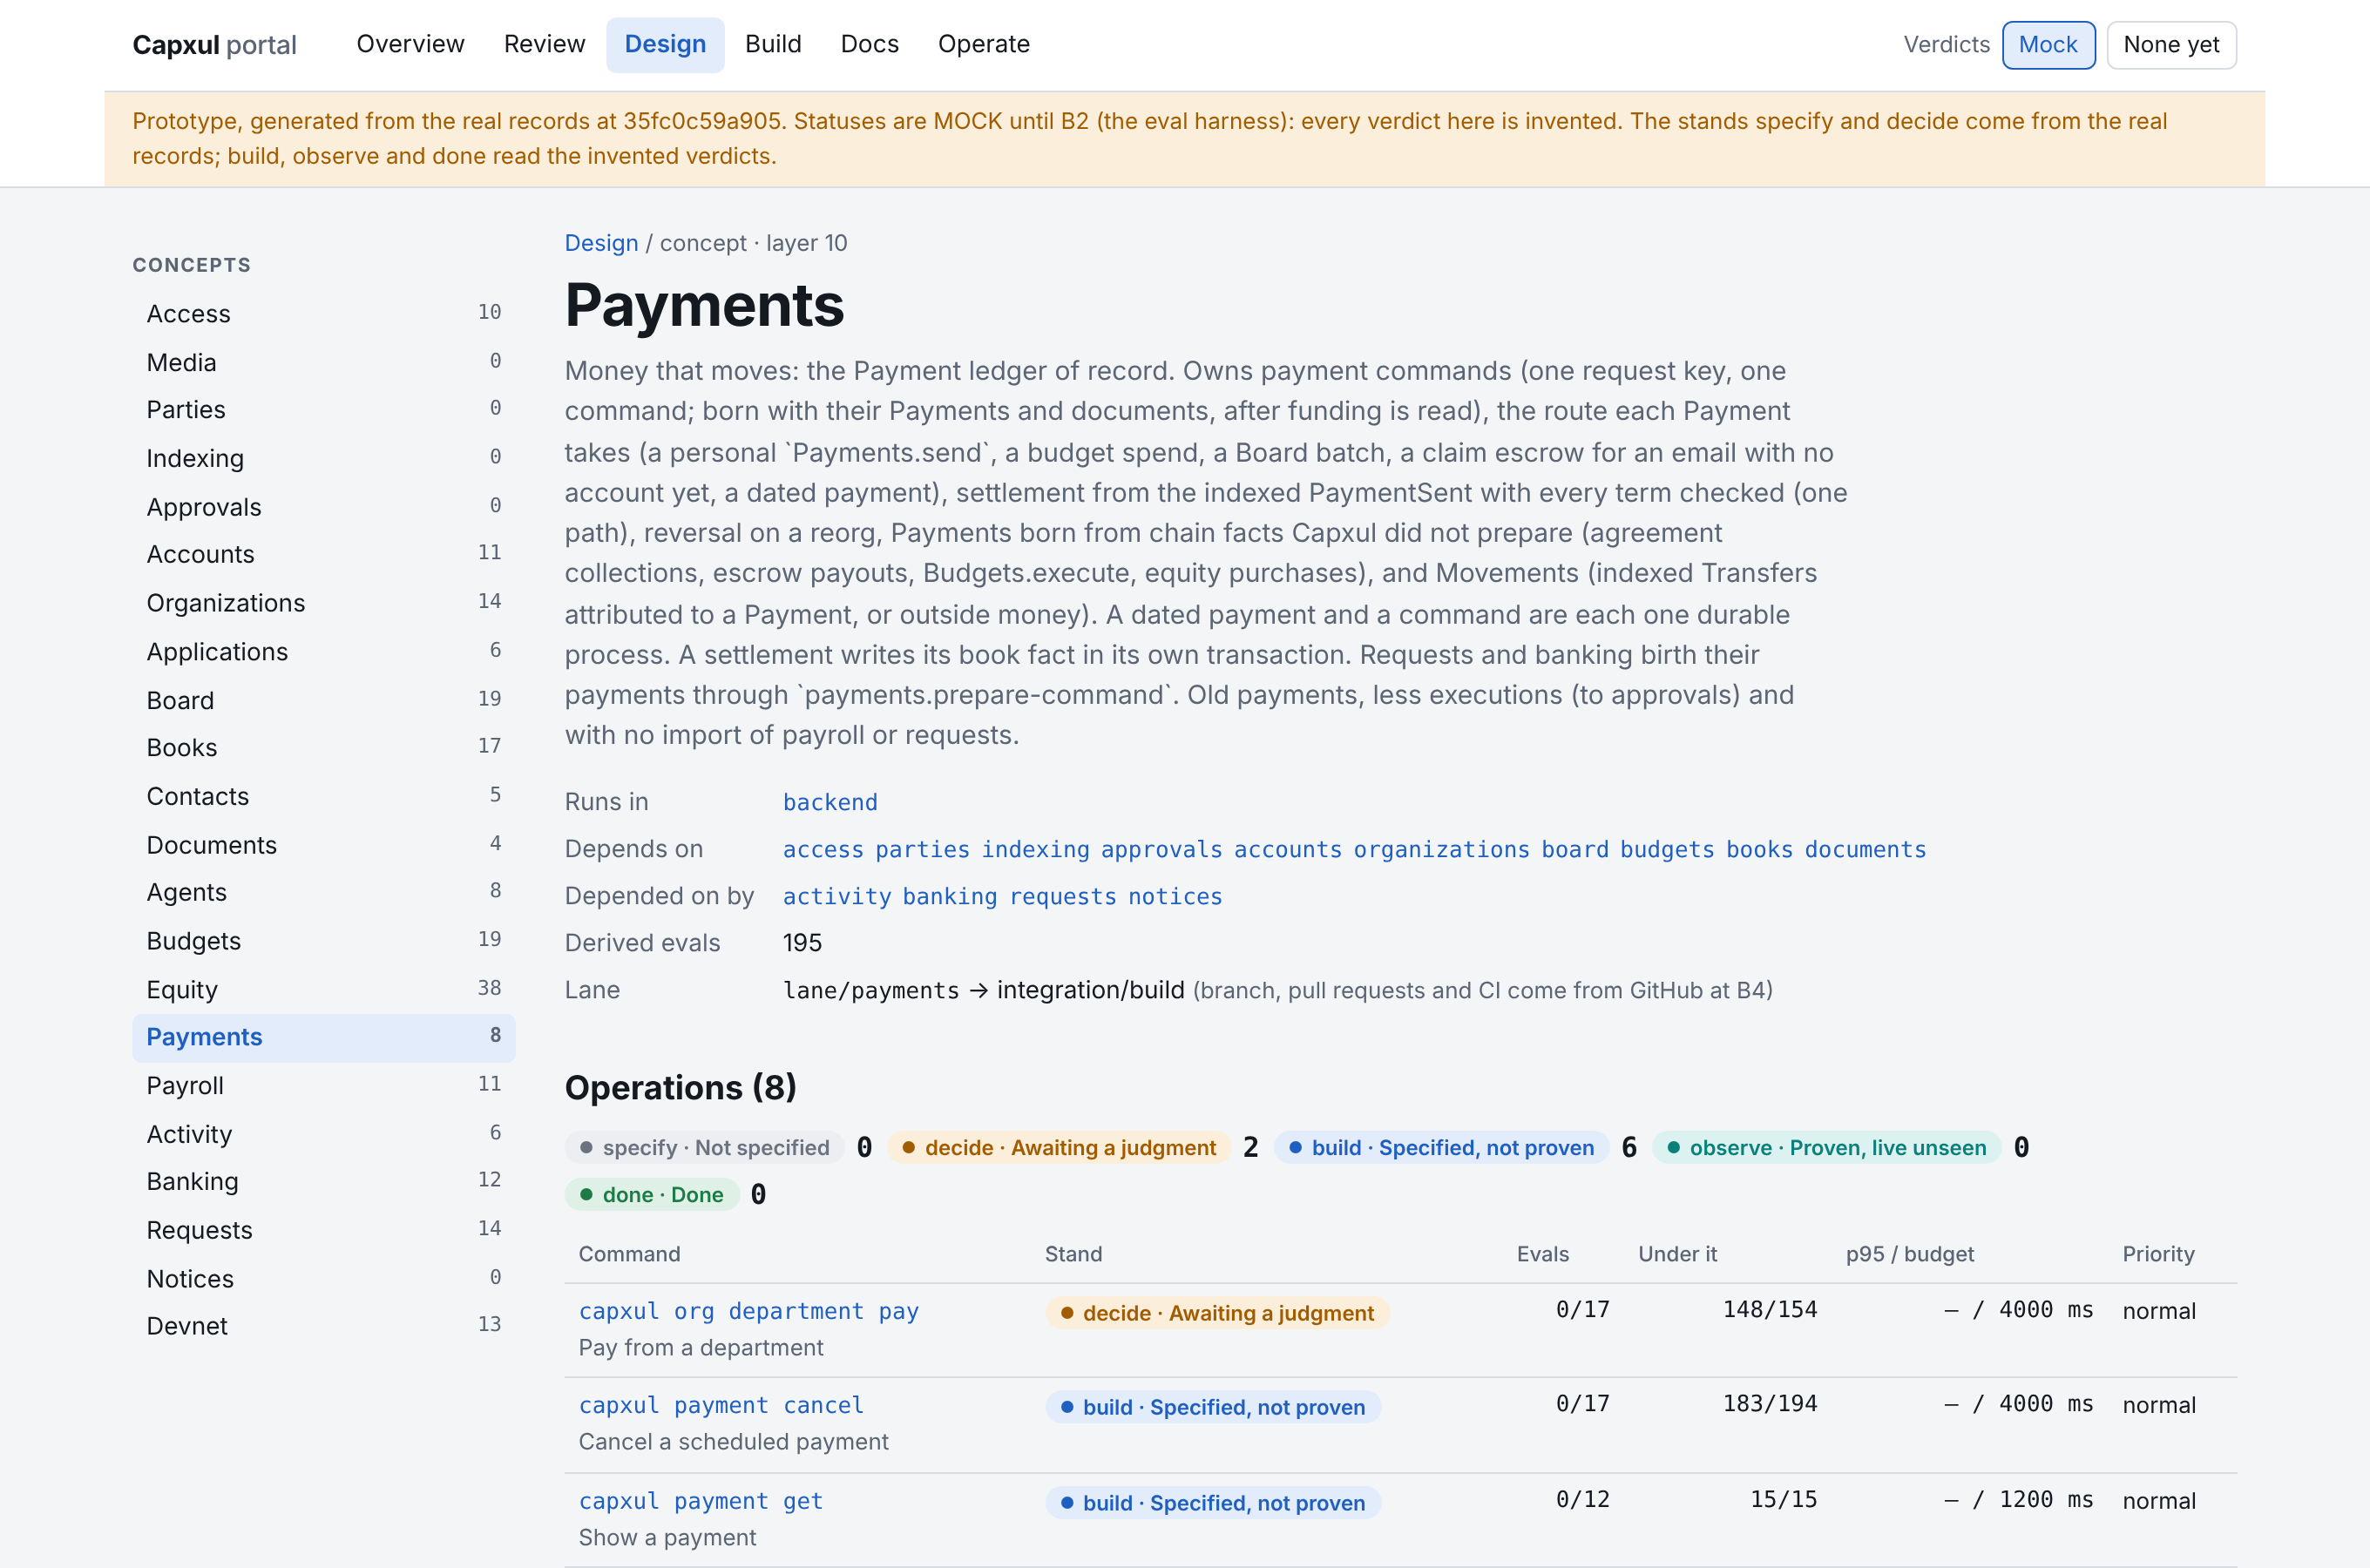 Capxul portal Overview Review Design Build Docs Operate Verdicts Mock None yet
Prototype, generated from the real records at 35fc0c59a905. Statuses are MOCK until B2 (the eval harness): every verdict here is invented. The stands specify and decide come from the real
records; build, observe and done read the invented verdicts.
CONCEPTS
Access 10
Media 0
Parties 0
Indexing 0
Approvals 0
Accounts 11
Organizations 14
Applications 6
Board 19
Books 17
Contacts 5
Documents 4
Agents 8
Budgets 19
Equity 38
Payments 8
Payroll 11
Activity 6
Banking 12
Requests 14
Notices 0
Devnet 13
Design / concept · layer 10
Payments
Money that moves: the Payment ledger of record. Owns payment commands (one request key, one
command; born with their Payments and documents, after funding is read), the route each Payment
takes (a personal `Payments.send`, a budget spend, a Board batch, a claim escrow for an email with no
account yet, a dated payment), settlement from the indexed PaymentSent with every term checked (one
path), reversal on a reorg, Payments born from chain facts Capxul did not prepare (agreement
collections, escrow payouts, Budgets.execute, equity purchases), and Movements (indexed Transfers
attributed to a Payment, or outside money). A dated payment and a command are each one durable
process. A settlement writes its book fact in its own transaction. Requests and banking birth their
payments through `payments.prepare-command`. Old payments, less executions (to approvals) and
with no import of payroll or requests.
Runs in backend
Depends on access parties indexing approvals accounts organizations board budgets books documents
Depended on by activity banking requests notices
Derived evals 195
Lane lane/payments → integration/build (branch, pull requests and CI come from GitHub at B4)
Operations (8)
specify · Not specified 0 decide · Awaiting a judgment 2 build · Specified, not proven 6 observe · Proven, live unseen 0
done · Done 0
Command Stand Evals Under it p95 / budget Priority
capxul org department pay decide · Awaiting a judgment 0/17 148/154 — / 4000 ms normal
Pay from a department
capxul payment cancel build · Specified, not proven 0/17 183/194 — / 4000 ms normal
Cancel a scheduled payment
capxul payment get build · Specified, not proven 0/12 15/15 — / 1200 ms normal
Show a payment